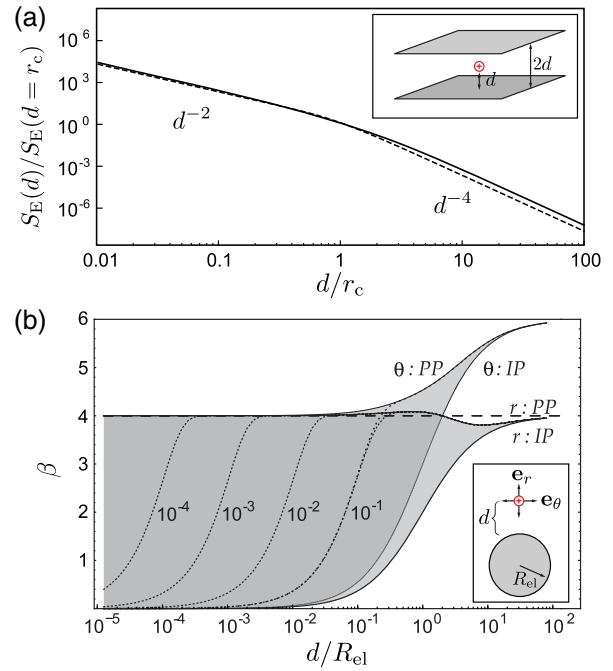 (a)
S_E(d)/S_E(d = r_c)
10^6
10^3
10^0
10^-3
10^-6
d^-2
d^-4
2d
d
0.01
0.1
1
10
100
d/r_c
(b)
β
6
5
4
3
2
1
θ : PP
θ : IP
r : PP
r : IP
10^-4
10^-3
10^-2
10^-1
e_r
e_θ
d
R_el
10^-5
10^-4
10^-3
10^-2
10^-1
10^0
10^1
10^2
d/R_el